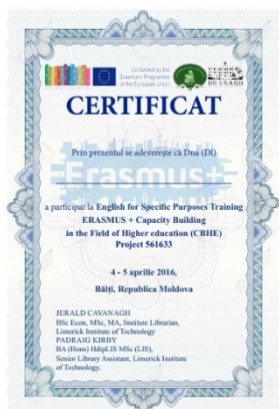 Co-funded by the
Erasmus+ Programme
of the European Union
CERTIFICAT
Prin prezentul se adeverește că Dna (Dl)
Erasmus+
a participat la English for Specific Purposes Training
ERASMUS + Capacity Building
in the Field of Higher education (CBHE)
Project 561633
4 - 5 aprilie 2016,
Bălți, Republica Moldova
JERALD CAVANAGH
BSc Econ, MSc, MA, Institute Librarian,
Limerick Institute of Technology
PADRAIG KIRBY
BA (Hons) HdipLIS MSc (LIS),
Senior Library Assistant, Limerick Institute
of Technology.